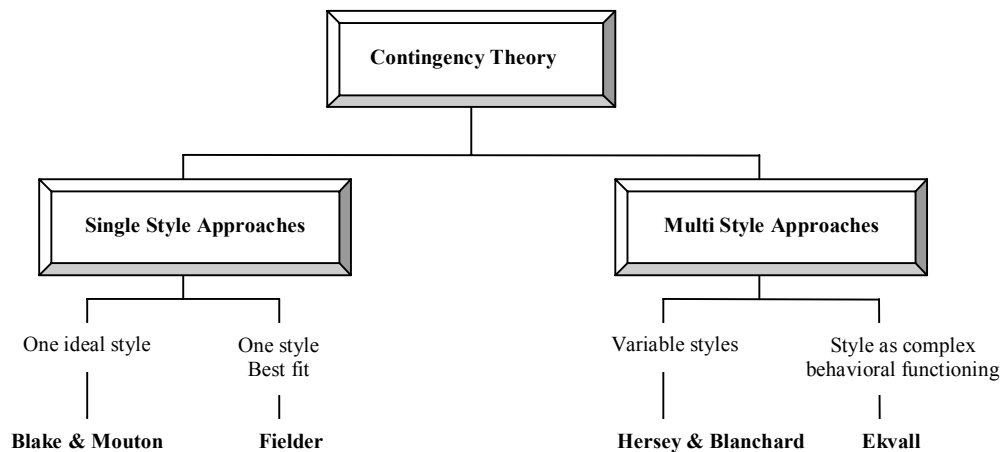 Contingency Theory
Single Style Approaches
Multi Style Approaches
One ideal style
One style
Best fit
Variable styles
Style as complex
behavioral functioning
Blake & Mouton
Fielder
Hersey & Blanchard
Ekvall